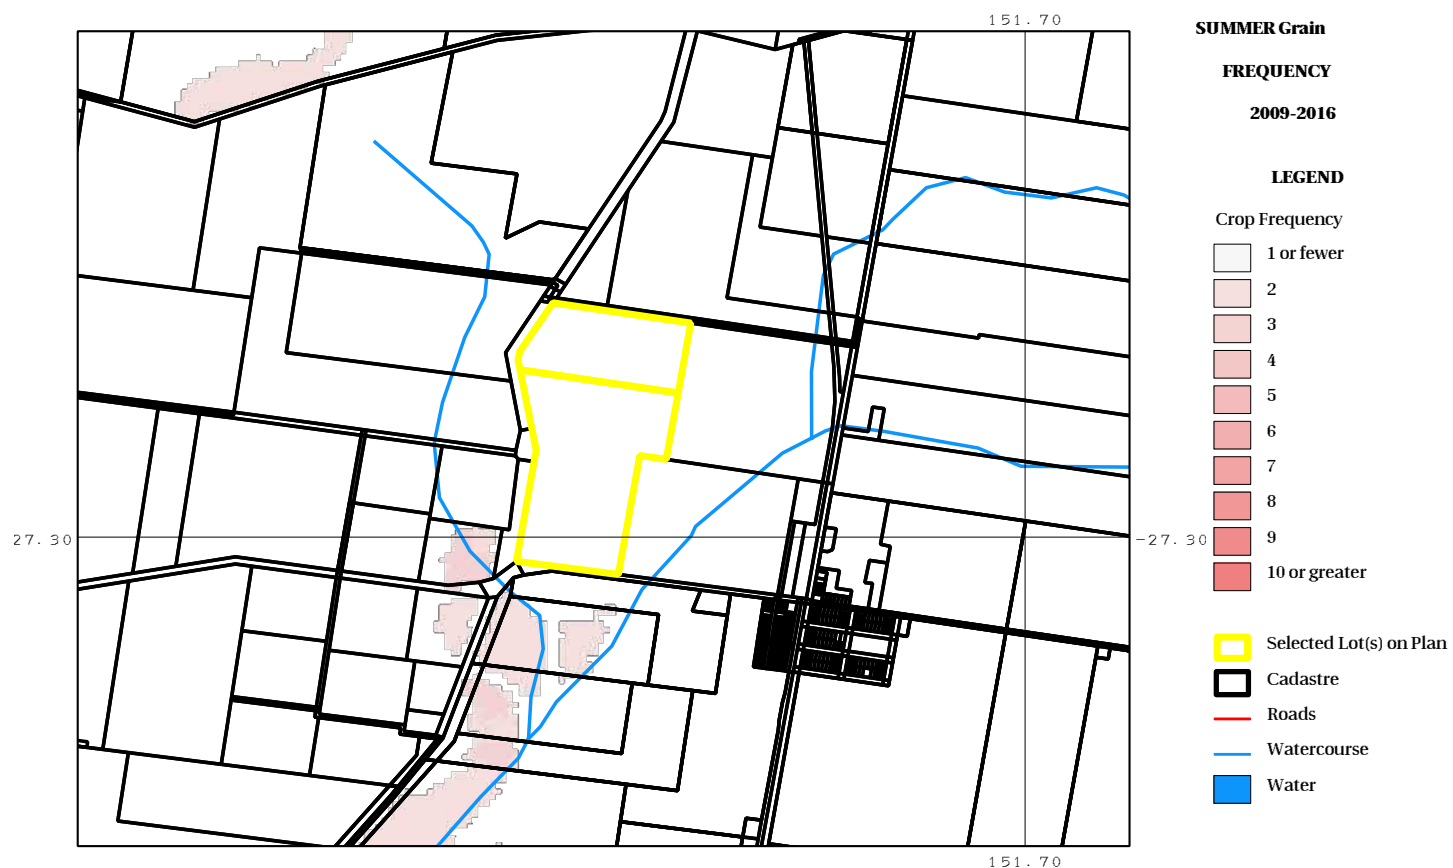 151.70
SUMMER Grain
FREQUENCY
2009-2016
LEGEND
Crop Frequency
1 or fewer
2
3
4
5
6
7
8
9
10 or greater
27.30
-27.30
Selected Lot(s) on Plan
Cadastre
Roads
Watercourse
Water
151.70